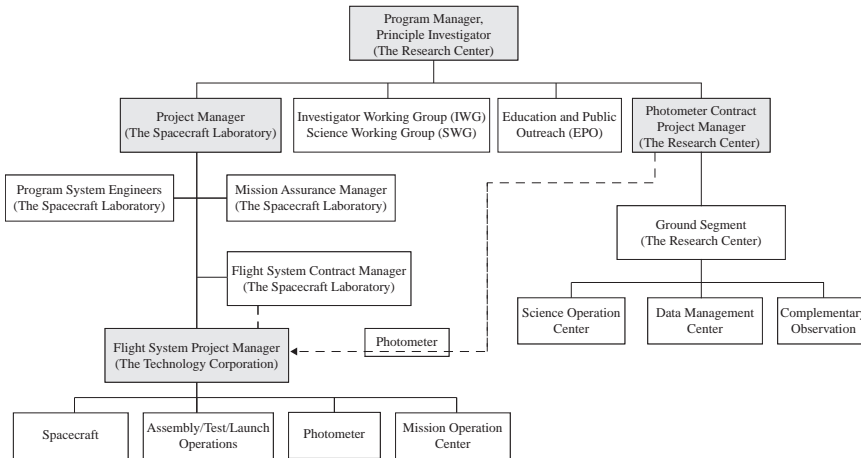 Program Manager,
Principle Investigator
(The Research Center)
Project Manager
(The Spacecraft Laboratory)
Investigator Working Group (IWG)
Science Working Group (SWG)
Education and Public
Outreach (EPO)
Photometer Contract
Project Manager
(The Research Center)
Program System Engineers
(The Spacecraft Laboratory)
Mission Assurance Manager
(The Spacecraft Laboratory)
Ground Segment
(The Research Center)
Flight System Contract Manager
(The Spacecraft Laboratory)
Science Operation
Center
Data Management
Center
Complementary
Observation
Flight System Project Manager
(The Technology Corporation)
Photometer
Spacecraft
Assembly/Test/Launch
Operations
Photometer
Mission Operation
Center